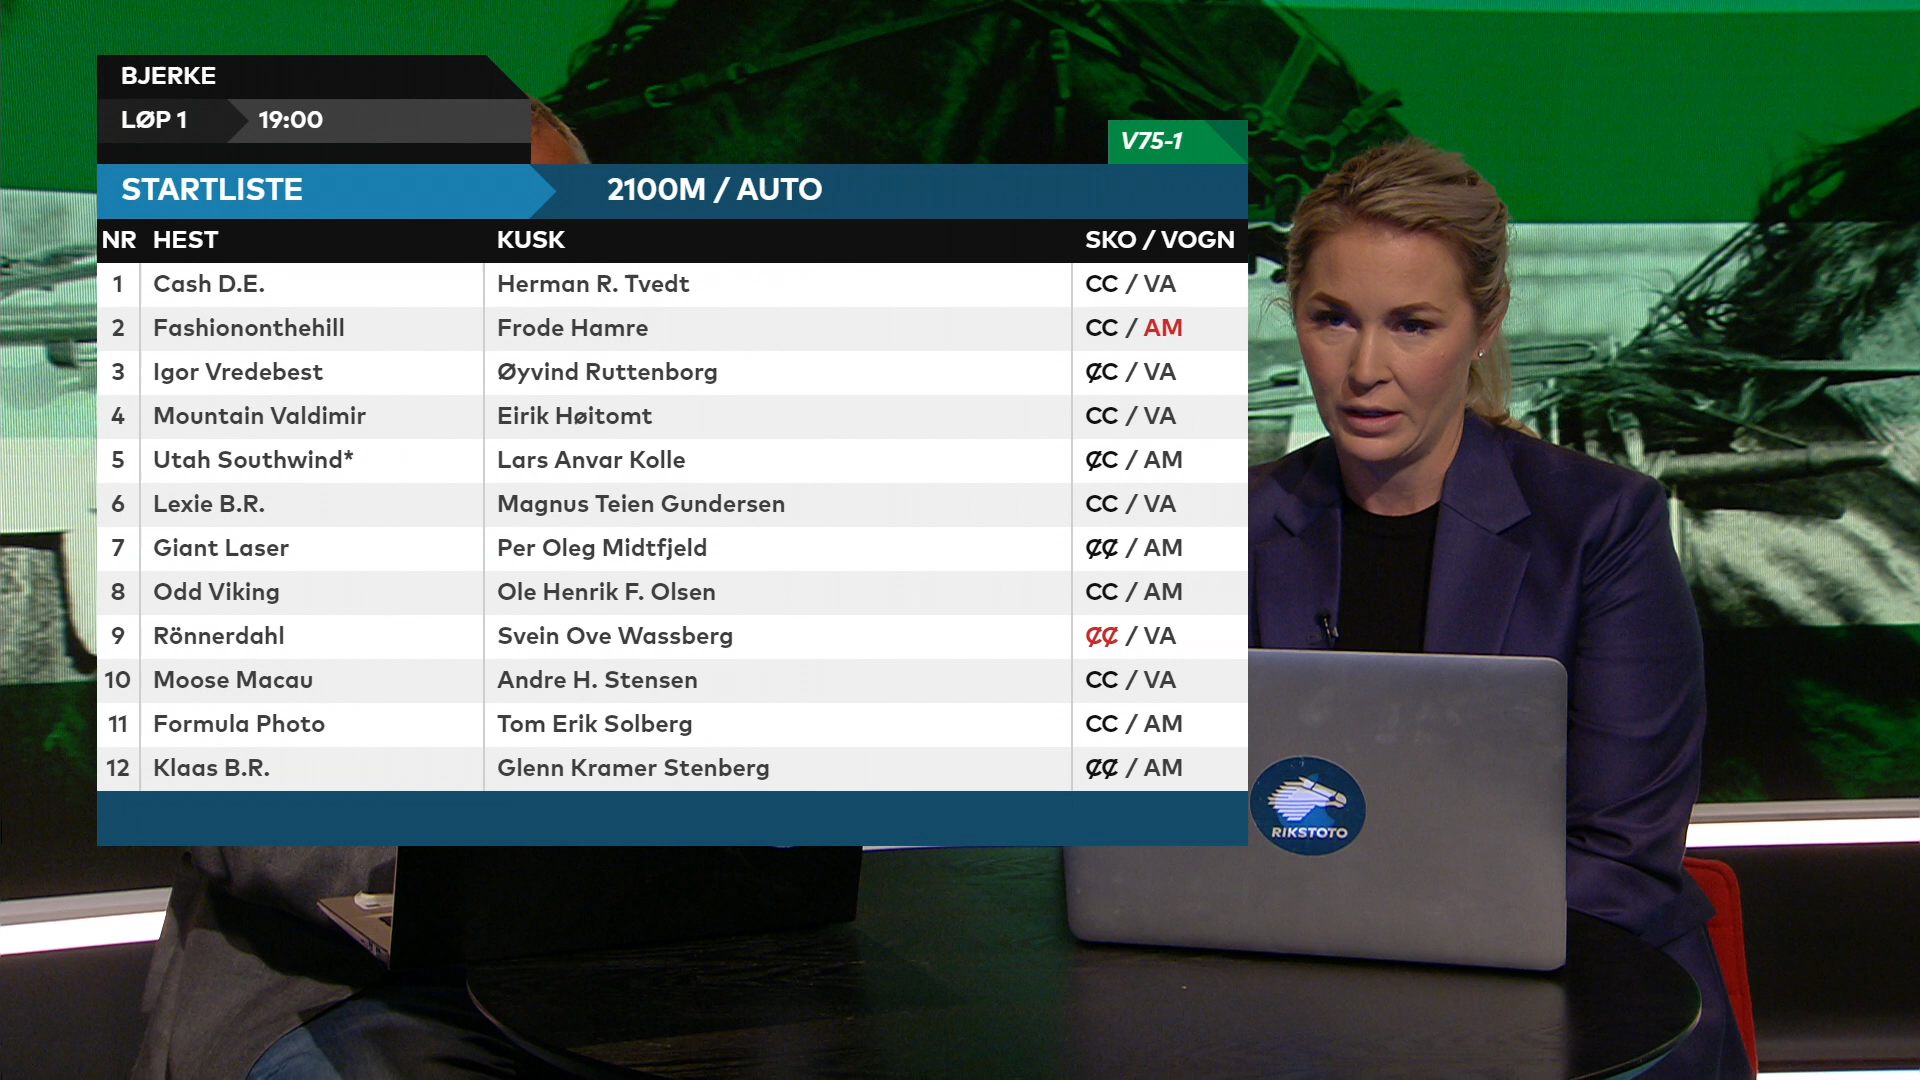 BJERKE
LØP 1 19:00
V75-1
STARTLISTE 2100M / AUTO
NR HEST KUSK SKO / VOGN
1 Cash D.E. Herman R. Tvedt CC / VA
2 Fashiononthehill Frode Hamre CC / AM
3 Igor Vredebest Øyvind Ruttenborg ȻC / VA
4 Mountain Valdimir Eirik Høitomt CC / VA
5 Utah Southwind* Lars Anvar Kolle ȻC / AM
6 Lexie B.R. Magnus Teien Gundersen CC / VA
7 Giant Laser Per Oleg Midtfjeld ȻȻ / AM
8 Odd Viking Ole Henrik F. Olsen CC / AM
9 Rönnerdahl Svein Ove Wassberg ȻȻ / VA
10 Moose Macau Andre H. Stensen CC / VA
11 Formula Photo Tom Erik Solberg CC / AM
12 Klaas B.R. Glenn Kramer Stenberg ȻȻ / AM
RIKSTOTO